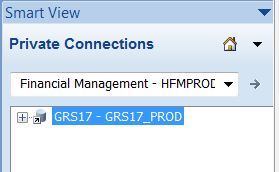 Smart View
Private Connections
Financial Management - HFMPROD
GRS17 - GRS17_PROD